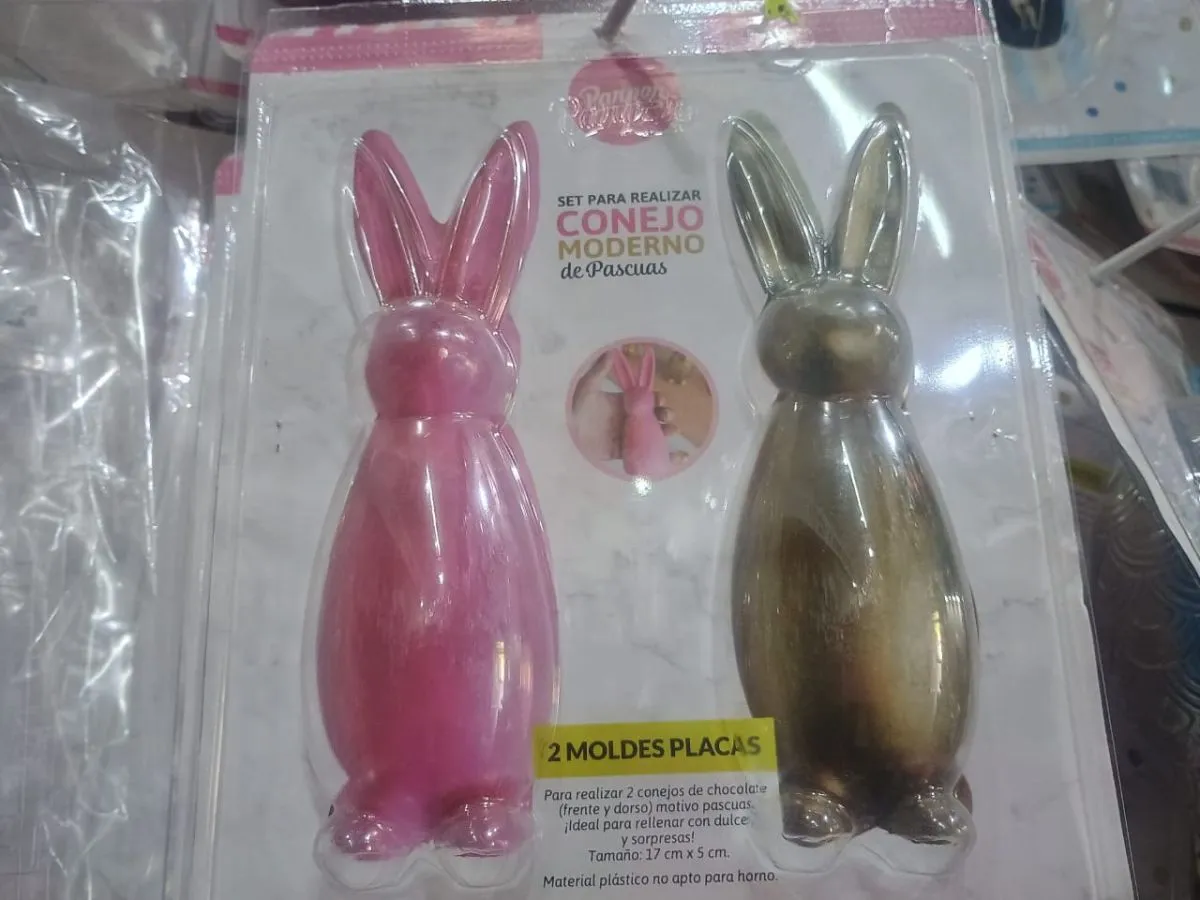 SET PARA REALIZAR
CONEJO
MODERNO
de Pascuas
2 MOLDES PLACAS
Para realizar 2 conejos de chocolate
(frente y dorso) motivo pascuas.
¡Ideal para rellenar con dulces
y sorpresas!
Tamaño: 17 cm x 5 cm.
Material plástico no apto para horno.